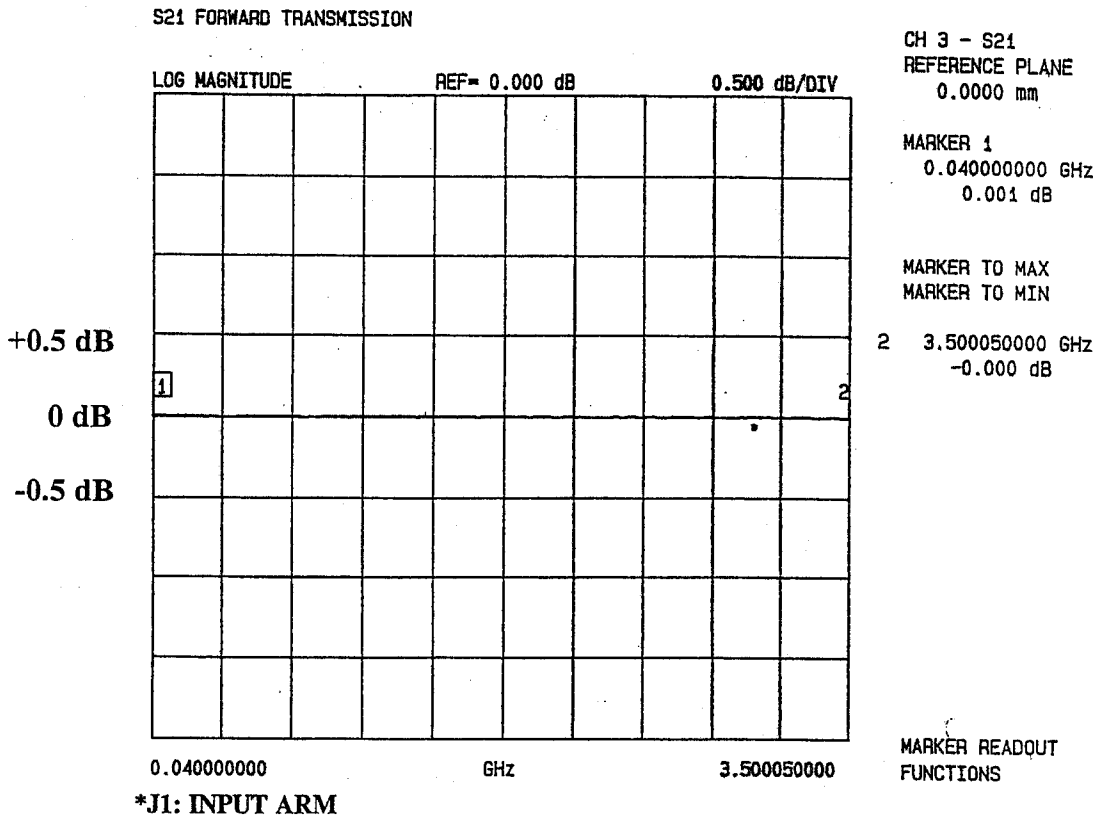 S21 FORWARD TRANSMISSION
LOG MAGNITUDE REF= 0.000 dB 0.500 dB/DIV
CH 3 - S21
REFERENCE PLANE
0.0000 mm
MARKER 1
0.040000000 GHz
0.001 dB
MARKER TO MAX
MARKER TO MIN
2 3.500050000 GHz
-0.000 dB
+0.5 dB
1
2
0 dB
-0.5 dB
0.040000000 GHz 3.500050000
*J1: INPUT ARM
MARKER READOUT
FUNCTIONS